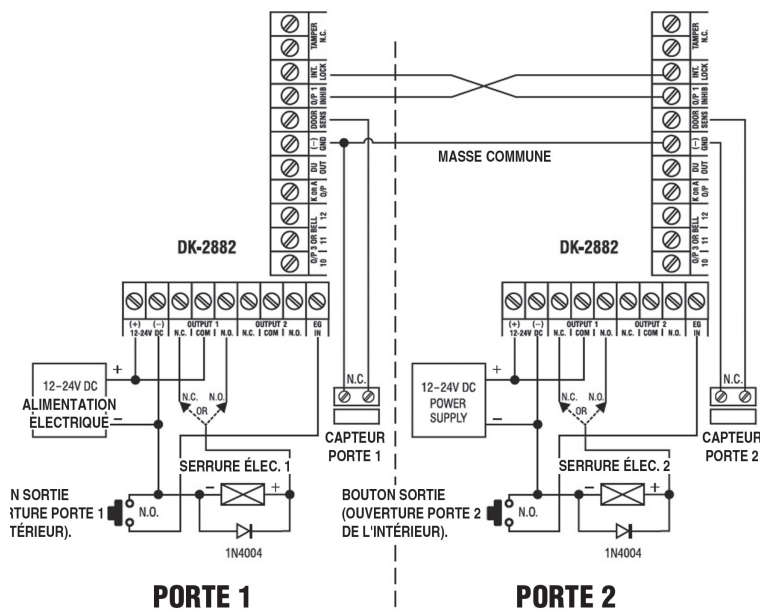 TAMPER
N.C.
INT.
LOCK
O/P 1
INHIB
DOOR
SENS
(−)
GND
DU
OUT
K OR A
O/P
O/P 3 OR BELL
10 11 12
DK-2882
(+) (−)
12-24V DC
OUTPUT 1
N.C. COM N.O.
OUTPUT 2
N.C. COM N.O.
EG
IN
12–24V DC
ALIMENTATION
ÉLECTRIQUE
+
−
N.C. N.O.
OR
N.C.
CAPTEUR
PORTE 1
SERRURE ÉLEC. 1
− +
N SORTIE
RTURE PORTE 1
TÉRIEUR).
N.O.
1N4004
PORTE 1
MASSE COMMUNE
TAMPER
N.C.
INT.
LOCK
O/P 1
INHIB
DOOR
SENS
(−)
GND
DU
OUT
K OR A
O/P
O/P 3 OR BELL
10 11 12
DK-2882
(+) (−)
12-24V DC
OUTPUT 1
N.C. COM N.O.
OUTPUT 2
N.C. COM N.O.
EG
IN
12–24V DC
POWER
SUPPLY
+
−
N.C. N.O.
OR
N.C.
CAPTEUR
PORTE 2
SERRURE ÉLEC. 2
− +
BOUTON SORTIE
(OUVERTURE PORTE 2
DE L'INTÉRIEUR).
N.O.
1N4004
PORTE 2